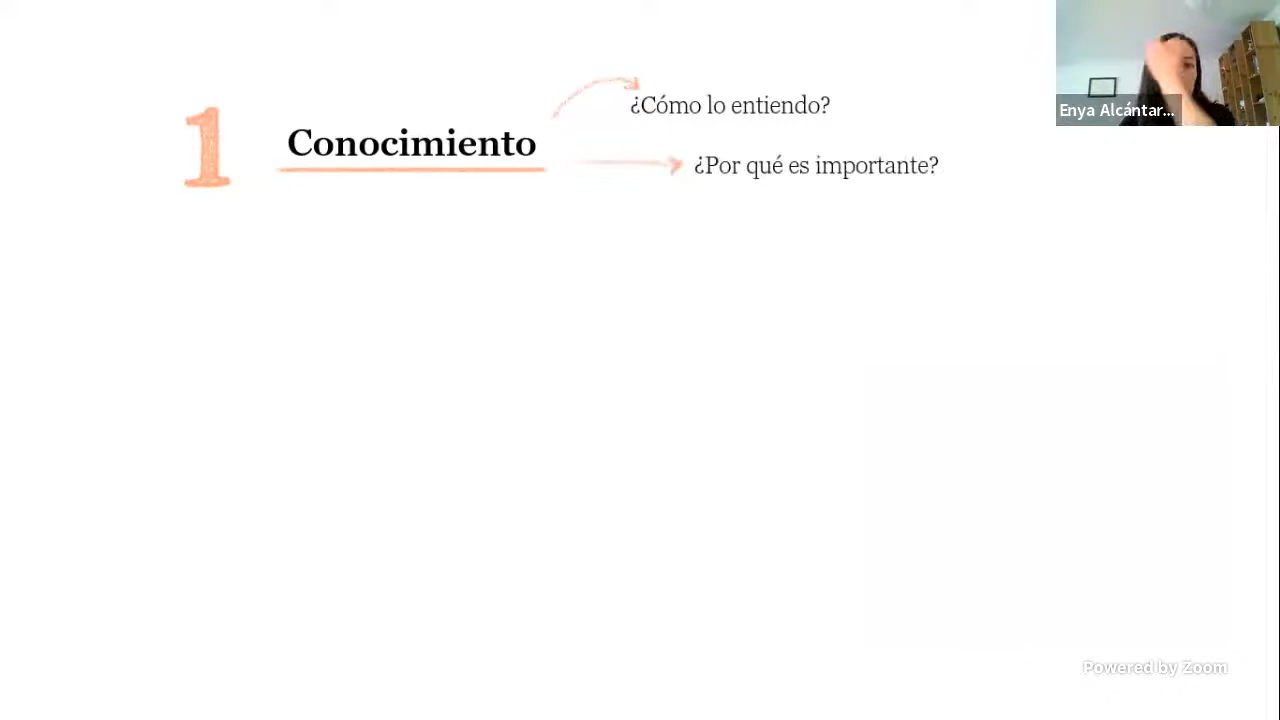 1
Conocimiento
¿Cómo lo entiendo?
¿Por qué es importante?
Enya Alcántar...
Powered by Zoom